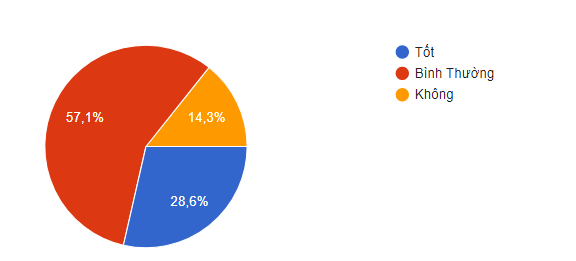 Tốt
Bình Thường
Không
57,1%
14,3%
28,6%